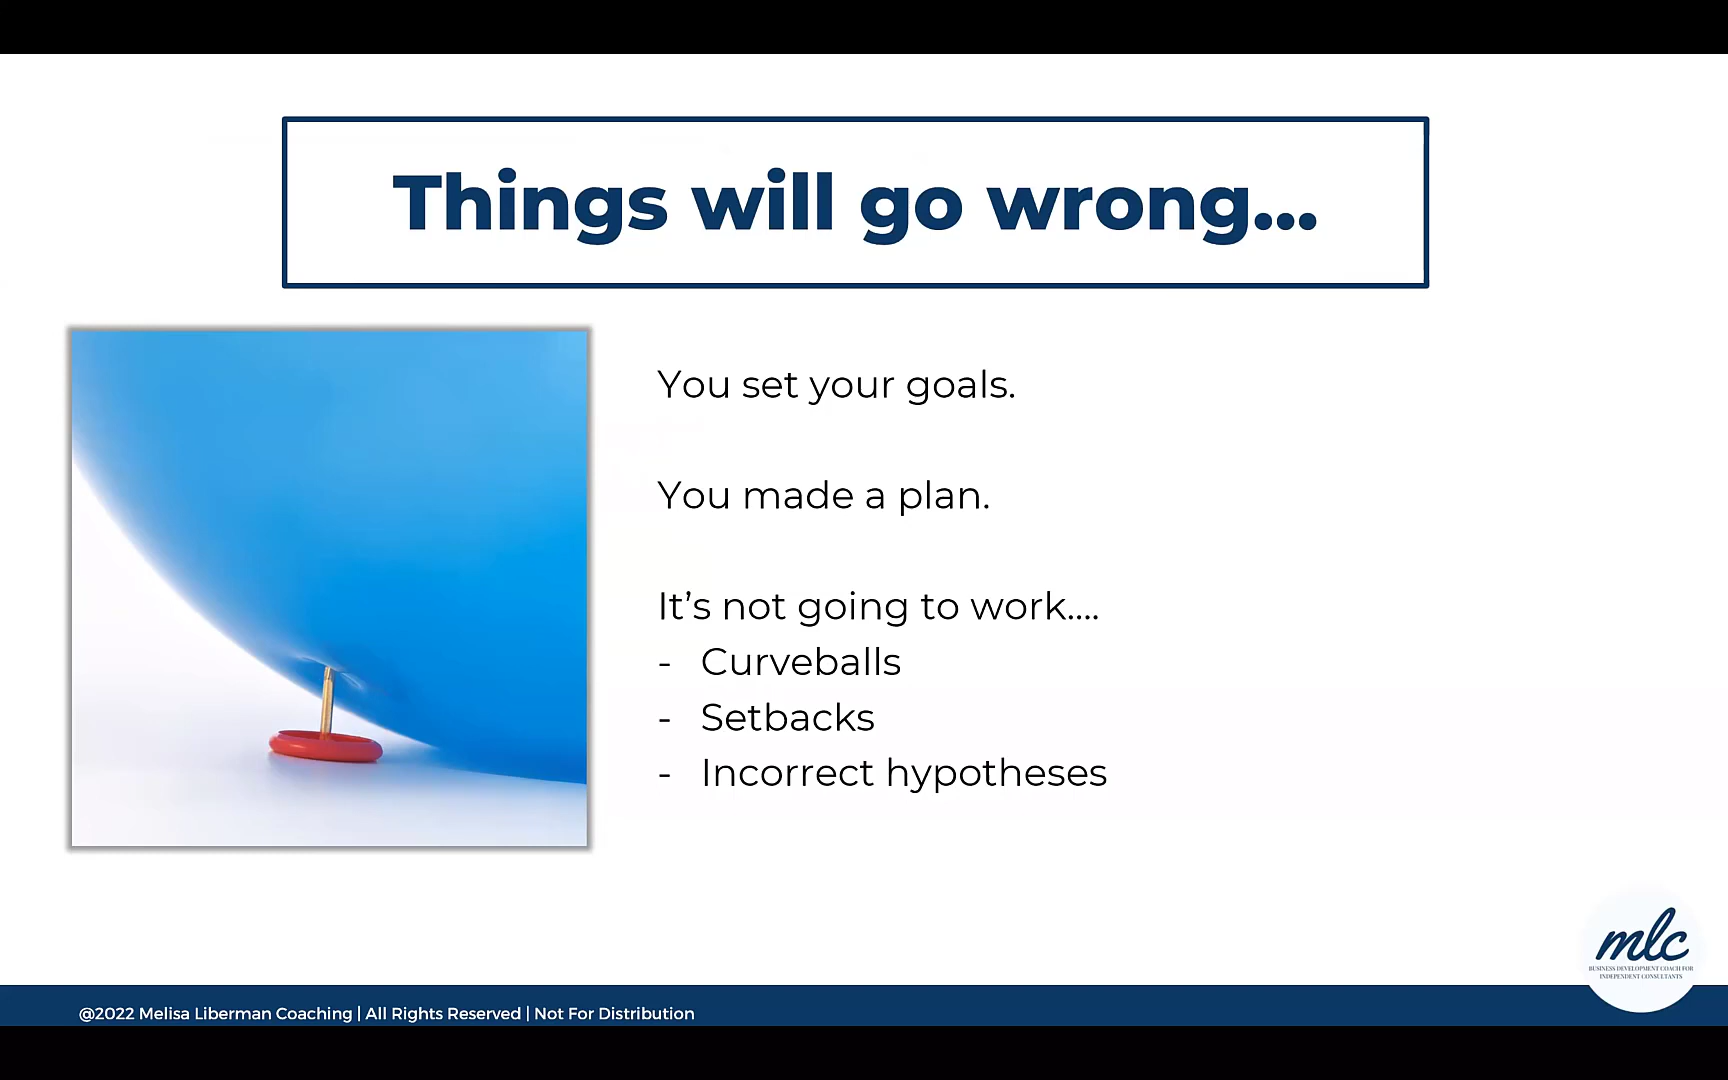 Things will go wrong...
You set your goals.
You made a plan.
It’s not going to work....
- Curveballs
- Setbacks
- Incorrect hypotheses
mlc
BUSINESS DEVELOPMENT COACH FOR
INDEPENDENT CONSULTANTS
@2022 Melisa Liberman Coaching | All Rights Reserved | Not For Distribution